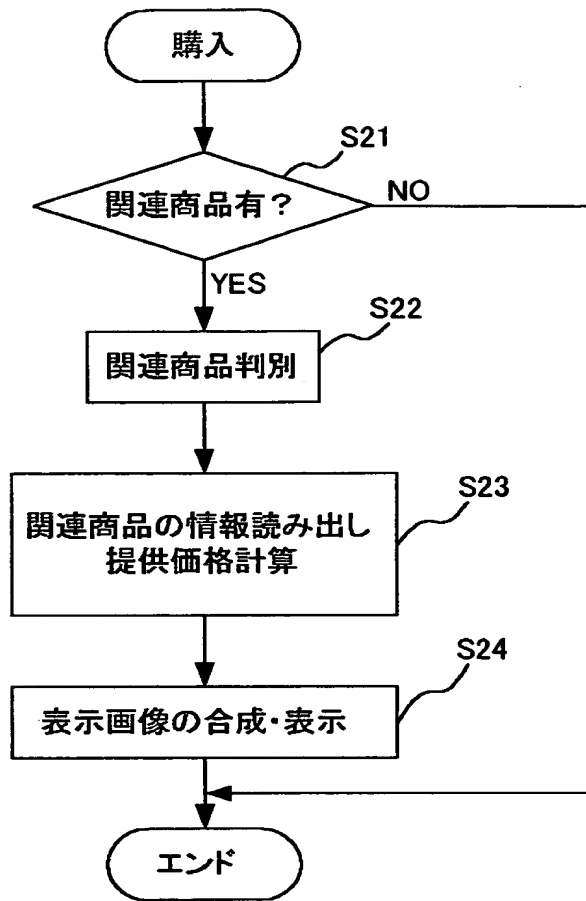 購入
S21
関連商品有?
NO
YES
S22
関連商品判別
S23
関連商品の情報読み出し
提供価格計算
S24
表示画像の合成・表示
エンド